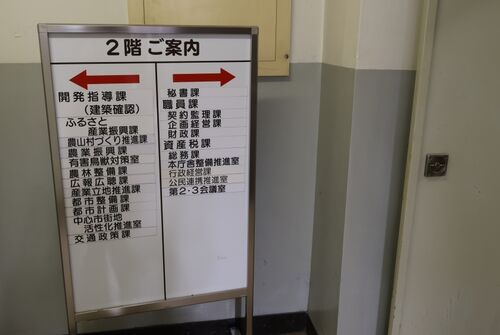 2階ご案内
開発指導課
(建築確認)
ふるさと
産業振興課
農山村づくり推進課
農業振興課
有害鳥獣対策室
農林整備課
広報広聴課
産業立地推進課
都市整備課
都市計画課
中心市街地
活性化推進室
交通政策課
秘書課
職員課
契約監理課
企画経営課
財政課
資産税課
総務課
本庁舎整備推進室
行政経営課
公民連携推進室
第2・3会議室